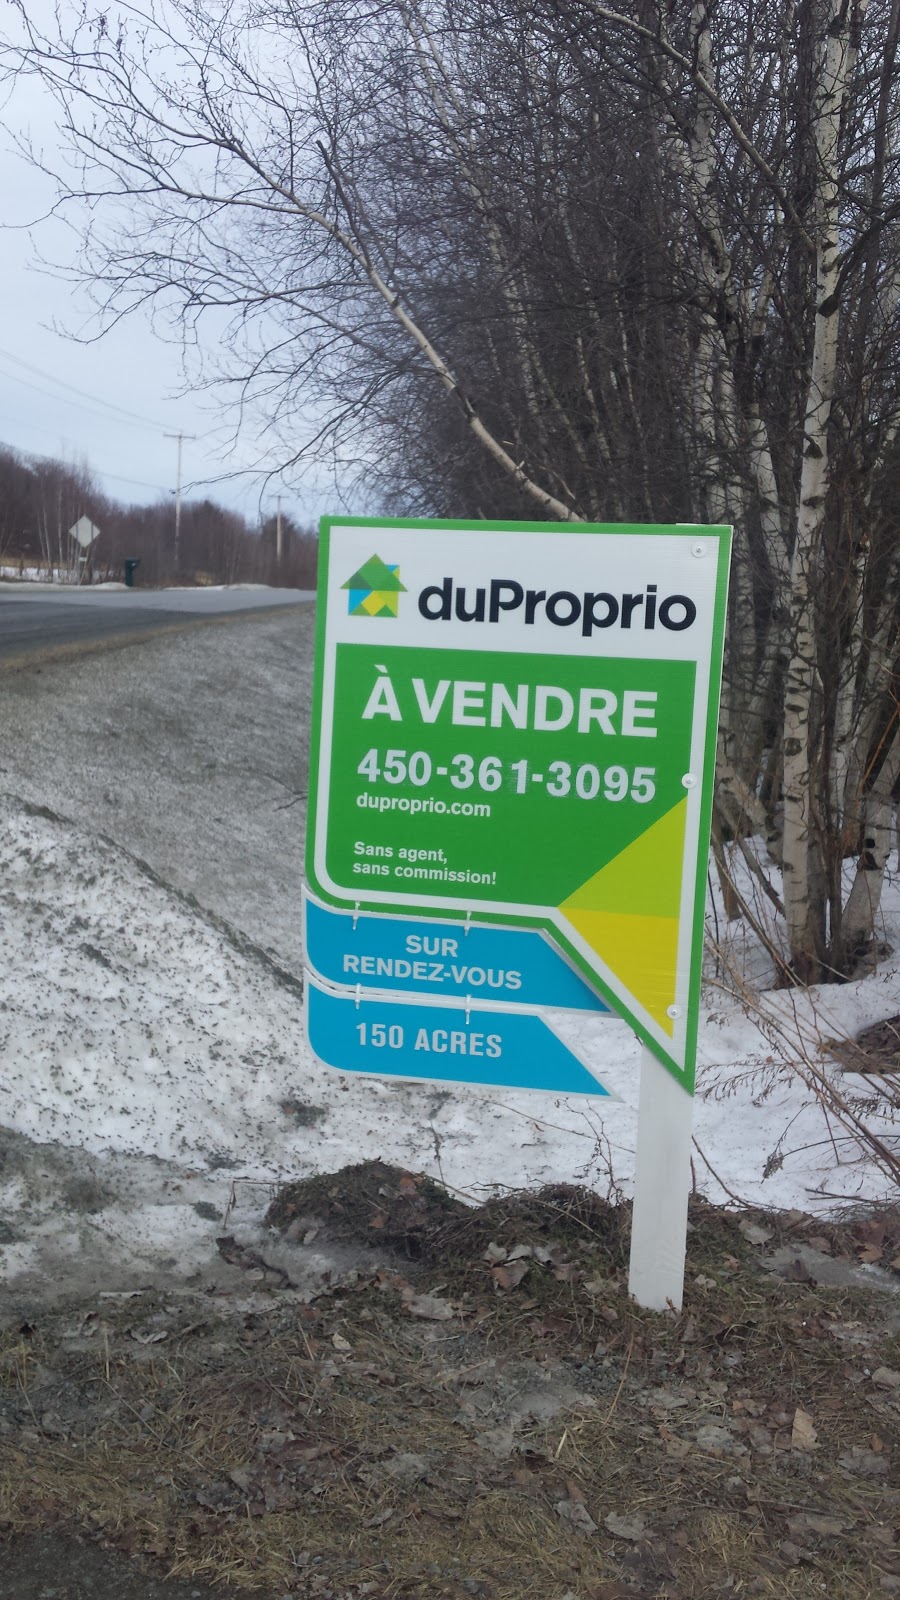 duProprio
À VENDRE
450-361-3095
duproprio.com
Sans agent,
sans commission!
SUR
RENDEZ-VOUS
150 ACRES